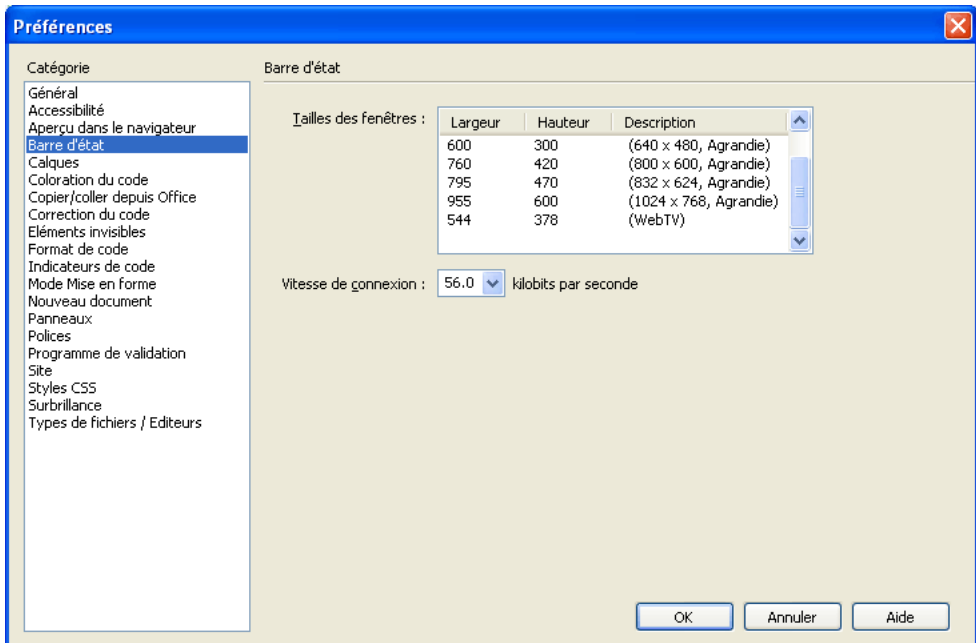 Préférences
Catégorie
Général
Accessibilité
Aperçu dans le navigateur
Barre d'état
Calques
Coloration du code
Copier/coller depuis Office
Correction du code
Eléments invisibles
Format de code
Indicateurs de code
Mode Mise en forme
Nouveau document
Panneaux
Polices
Programme de validation
Site
Styles CSS
Surbrillance
Types de fichiers / Editeurs
Barre d'état
Tailles des fenêtres :
Largeur Hauteur Description
600 300 (640 x 480, Agrandie)
760 420 (800 x 600, Agrandie)
795 470 (832 x 624, Agrandie)
955 600 (1024 x 768, Agrandie)
544 378 (WebTV)
Vitesse de connexion : 56.0 kilobits par seconde
OK Annuler Aide